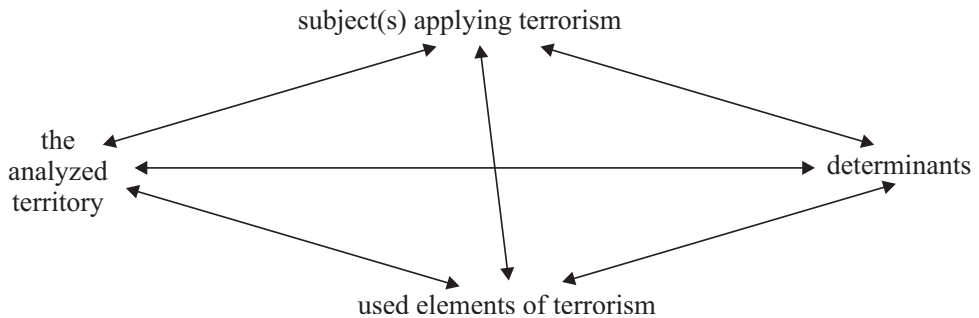 subject(s) applying terrorism
the
analyzed
territory
determinants
used elements of terrorism